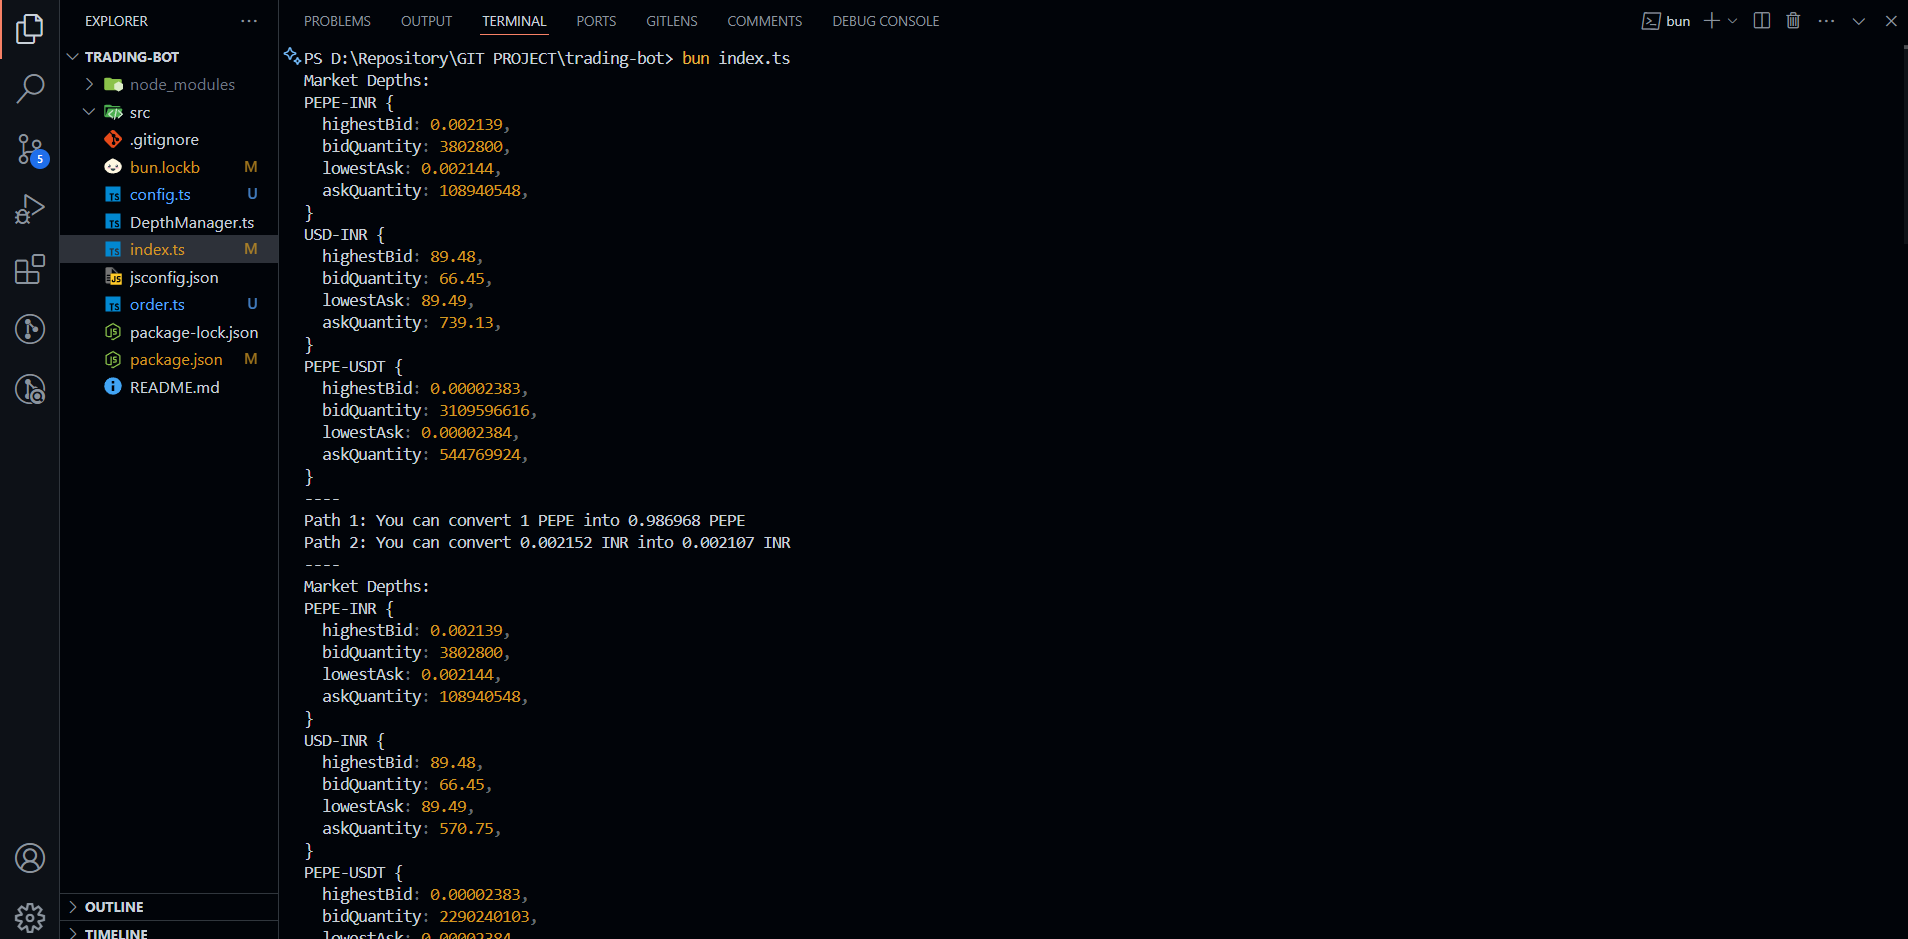 EXPLORER ···
TRADING-BOT
node_modules
src
.gitignore
bun.lockb M
config.ts U
DepthManager.ts
index.ts M
jsconfig.json
order.ts U
package-lock.json
package.json M
README.md
OUTLINE
TIMELINE
5
PROBLEMS OUTPUT TERMINAL PORTS GITLENS COMMENTS DEBUG CONSOLE
bun
PS D:\Repository\GIT PROJECT\trading-bot> bun index.ts
Market Depths:
PEPE-INR {
  highestBid: 0.002139,
  bidQuantity: 3802800,
  lowestAsk: 0.002144,
  askQuantity: 108940548,
}
USD-INR {
  highestBid: 89.48,
  bidQuantity: 66.45,
  lowestAsk: 89.49,
  askQuantity: 739.13,
}
PEPE-USDT {
  highestBid: 0.00002383,
  bidQuantity: 3109596616,
  lowestAsk: 0.00002384,
  askQuantity: 544769924,
}
----
Path 1: You can convert 1 PEPE into 0.986968 PEPE
Path 2: You can convert 0.002152 INR into 0.002107 INR
----
Market Depths:
PEPE-INR {
  highestBid: 0.002139,
  bidQuantity: 3802800,
  lowestAsk: 0.002144,
  askQuantity: 108940548,
}
USD-INR {
  highestBid: 89.48,
  bidQuantity: 66.45,
  lowestAsk: 89.49,
  askQuantity: 570.75,
}
PEPE-USDT {
  highestBid: 0.00002383,
  bidQuantity: 2290240103,
  lowestAsk: 0.00002384,